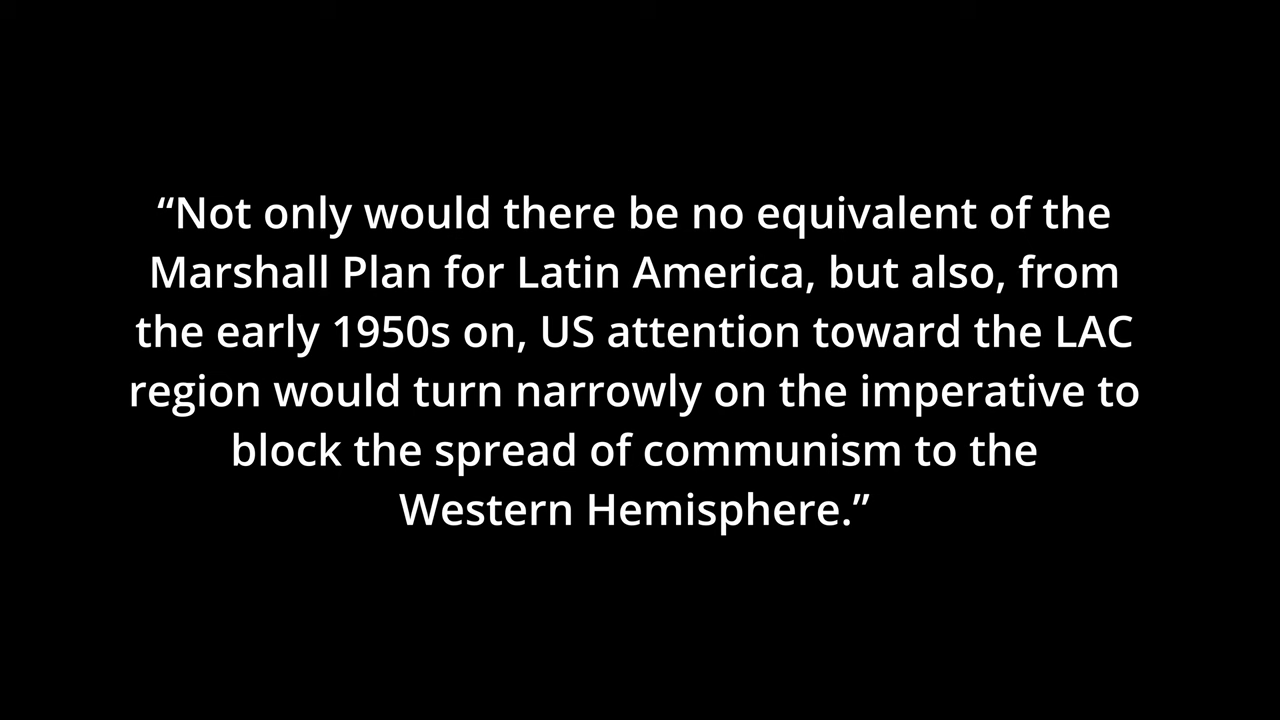 “Not only would there be no equivalent of the
Marshall Plan for Latin America, but also, from
the early 1950s on, US attention toward the LAC
region would turn narrowly on the imperative to
block the spread of communism to the
Western Hemisphere.”